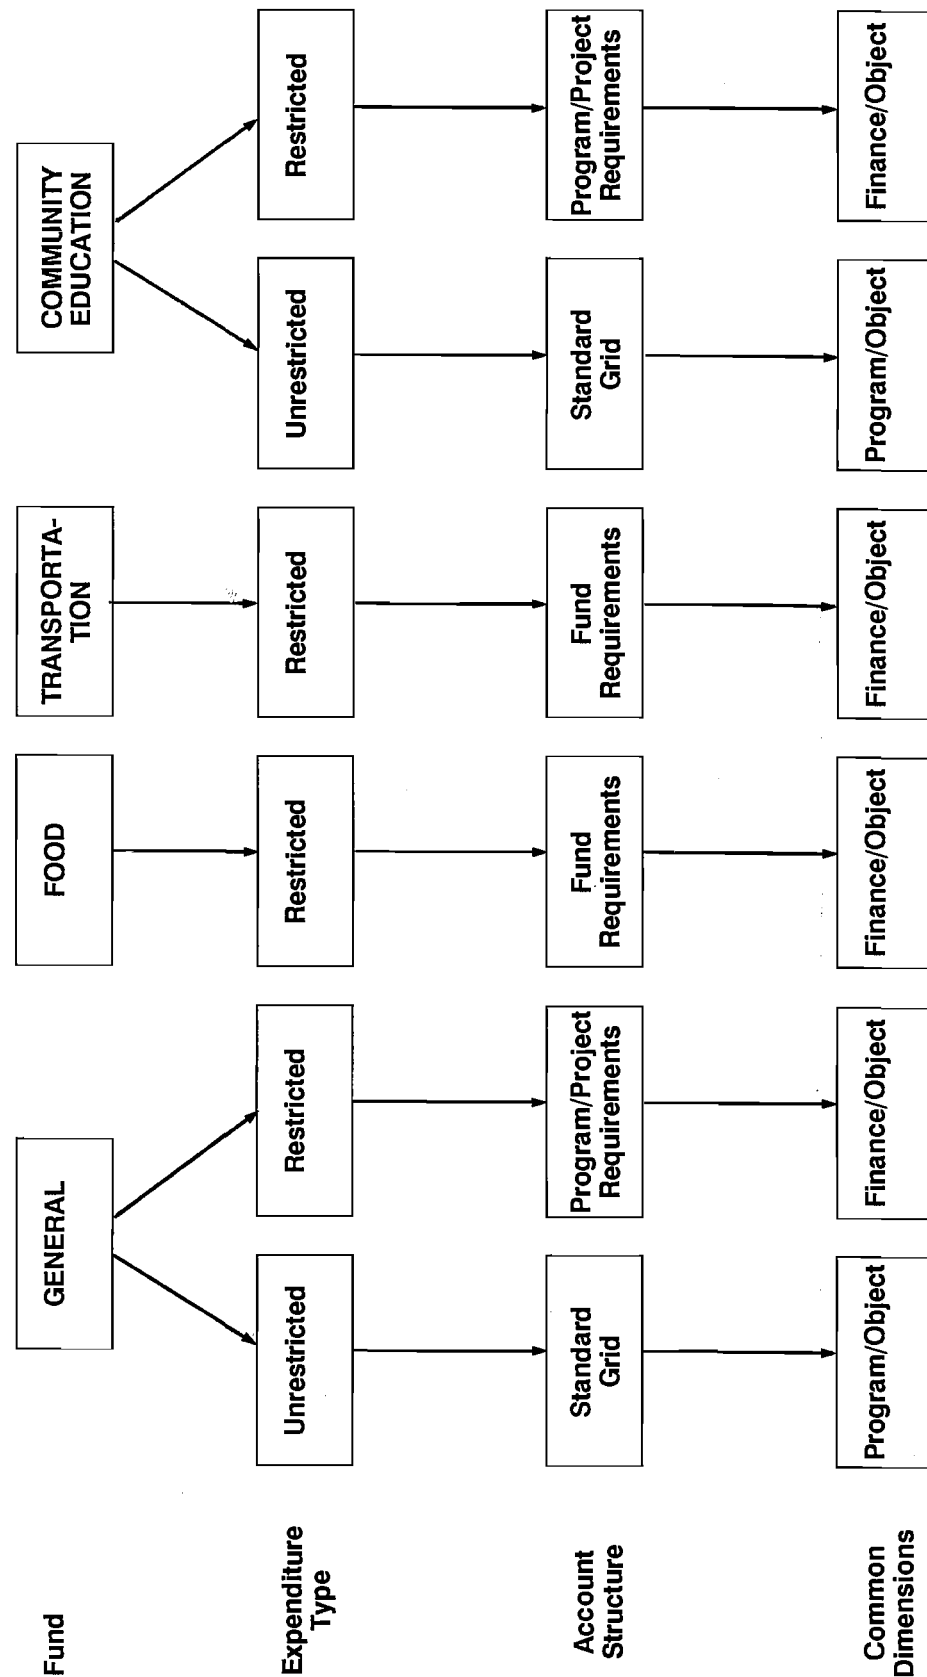 Fund
GENERAL
FOOD
TRANSPORTA-
TION
COMMUNITY
EDUCATION
Expenditure
Type
Unrestricted
Restricted
Restricted
Restricted
Unrestricted
Restricted
Account
Structure
Standard
Grid
Program/Project
Requirements
Fund
Requirements
Fund
Requirements
Standard
Grid
Program/Project
Requirements
Common
Dimensions
Program/Object
Finance/Object
Finance/Object
Finance/Object
Program/Object
Finance/Object